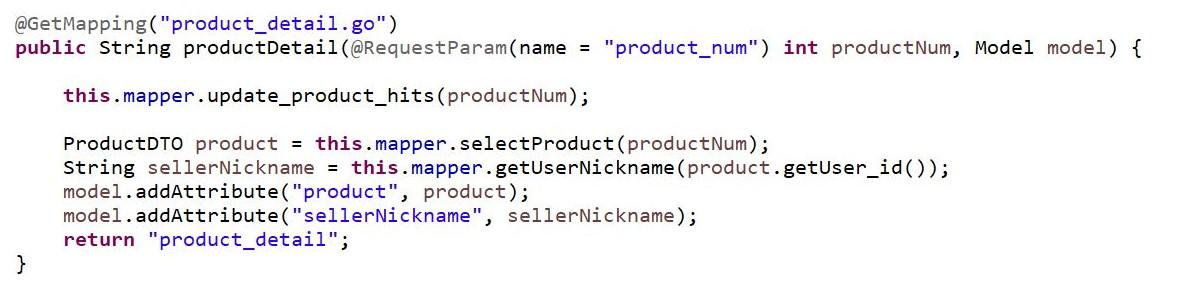 @GetMapping("product_detail.go")
public String productDetail(@RequestParam(name = "product_num") int productNum, Model model) {
this.mapper.update_product_hits(productNum);
ProductDTO product = this.mapper.selectProduct(productNum);
String sellerNickname = this.mapper.getUserNickname(product.getUser_id());
model.addAttribute("product", product);
model.addAttribute("sellerNickname", sellerNickname);
return "product_detail";
}